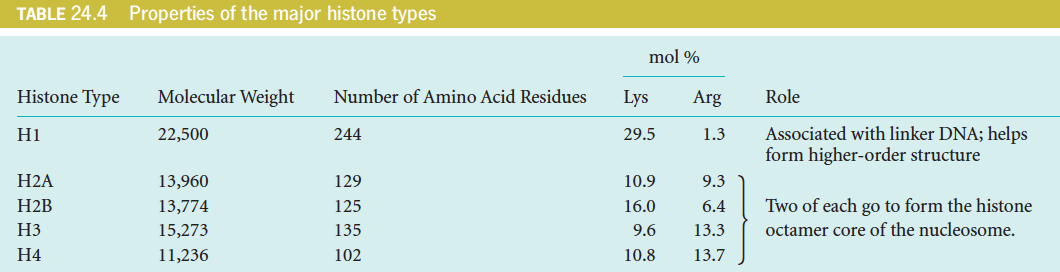 TABLE 24.4 Properties of the major histone types
mol %
Histone Type Molecular Weight Number of Amino Acid Residues Lys Arg Role
H1 22,500 244 29.5 1.3 Associated with linker DNA; helps
form higher-order structure
H2A 13,960 129 10.9 9.3
H2B 13,774 125 16.0 6.4 Two of each go to form the histone
H3 15,273 135 9.6 13.3 octamer core of the nucleosome.
H4 11,236 102 10.8 13.7